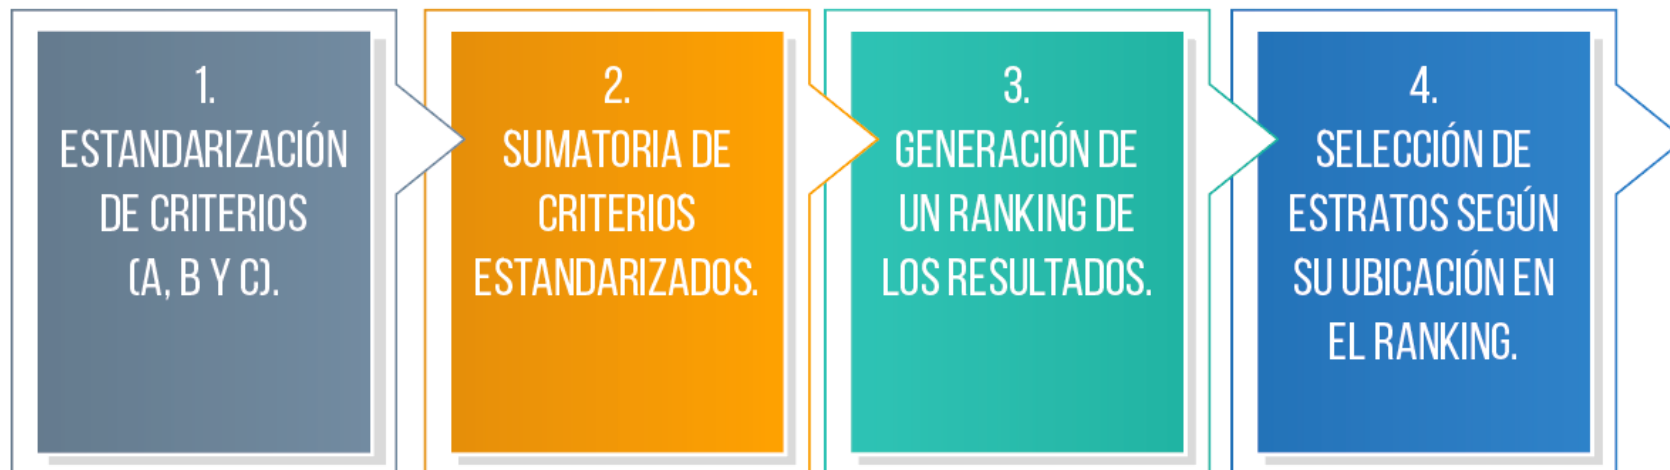 1.
ESTANDARIZACIÓN
DE CRITERIOS
(A, B Y C).
2.
SUMATORIA DE
CRITERIOS
ESTANDARIZADOS.
3.
GENERACIÓN DE
UN RANKING DE
LOS RESULTADOS.
4.
SELECCIÓN DE
ESTRATOS SEGÚN
SU UBICACIÓN EN
EL RANKING.